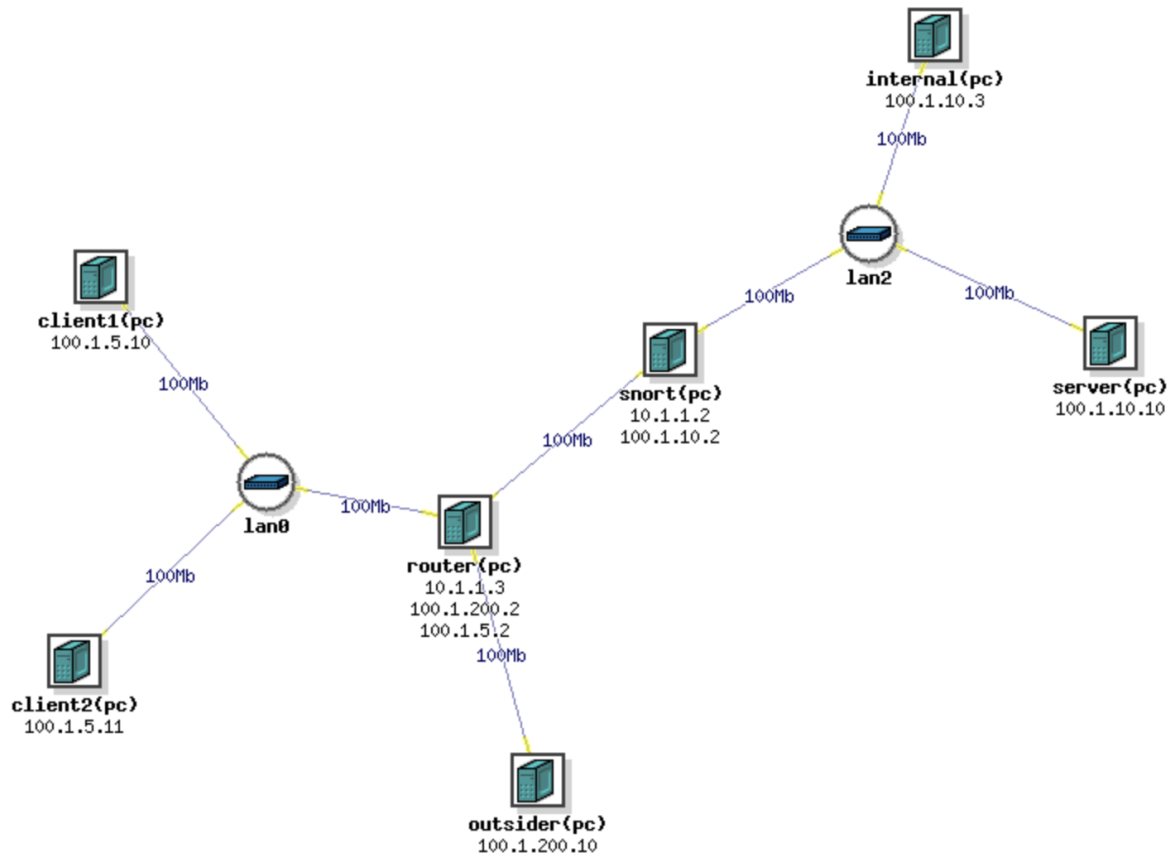 internal(pc)
100.1.10.3
100Mb
client1(pc)
100.1.5.10
lan2
100Mb
100Mb
100Mb
snort(pc)
10.1.1.2
100.1.10.2
server(pc)
100.1.10.10
100Mb
100Mb
lan0
router(pc)
10.1.1.3
100.1.200.2
100.1.5.2
100Mb
100Mb
client2(pc)
100.1.5.11
outsider(pc)
100.1.200.10